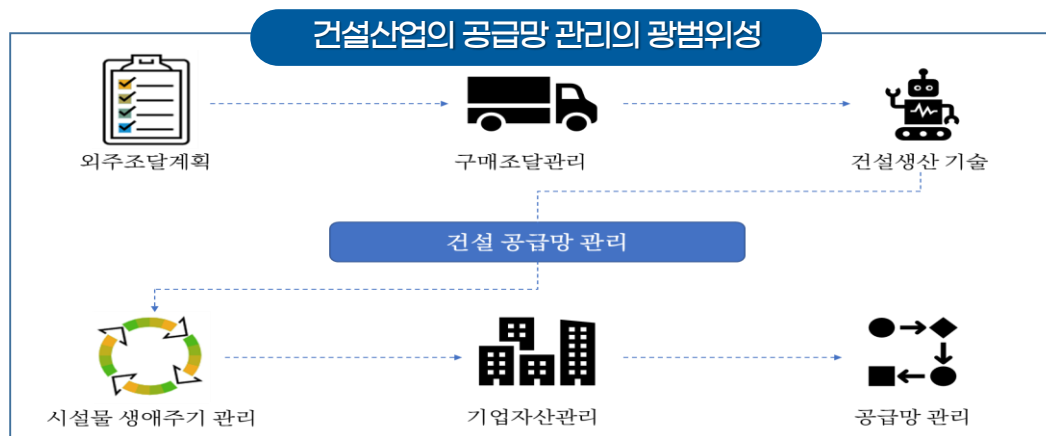 건설산업의 공급망 관리의 광범위성
외주조달계획
구매조달관리
건설생산 기술
건설 공급망 관리
시설물 생애주기 관리
기업자산관리
공급망 관리